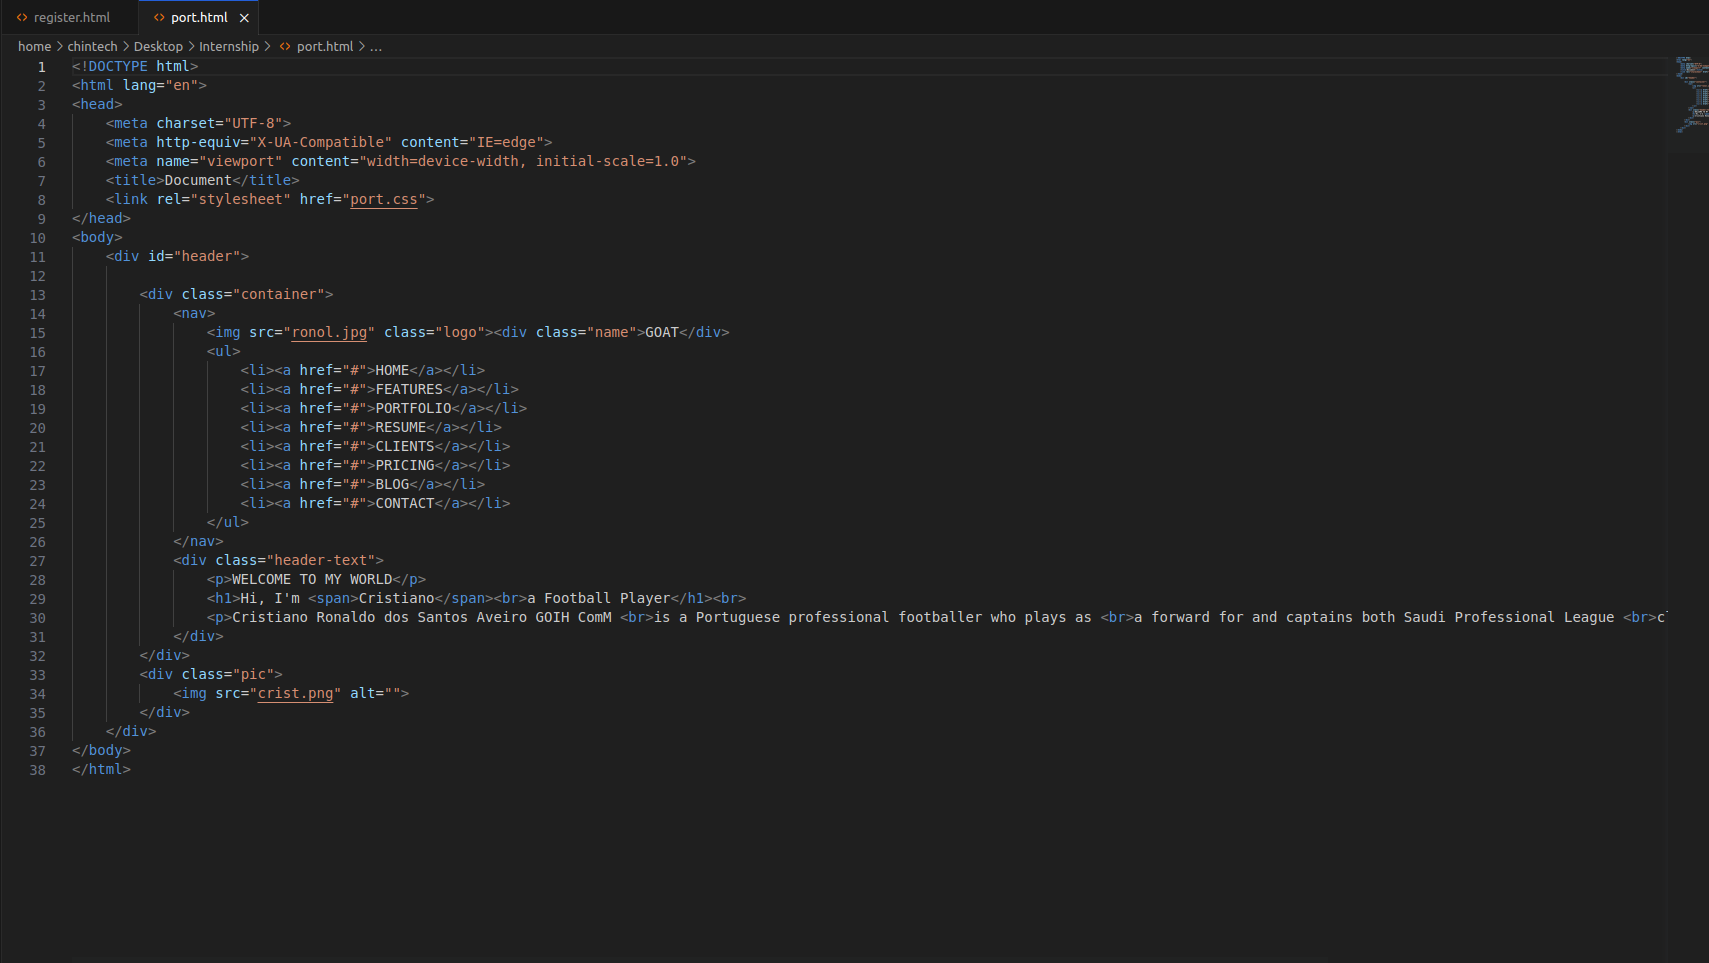 register.html port.html
home > chintech > Desktop > Internship > port.html > ...
1 <!DOCTYPE html>
2 <html lang="en">
3 <head>
4     <meta charset="UTF-8">
5     <meta http-equiv="X-UA-Compatible" content="IE=edge">
6     <meta name="viewport" content="width=device-width, initial-scale=1.0">
7     <title>Document</title>
8     <link rel="stylesheet" href="port.css">
9 </head>
10 <body>
11     <div id="header">
12
13         <div class="container">
14             <nav>
15                 <img src="ronol.jpg" class="logo"><div class="name">GOAT</div>
16                 <ul>
17                     <li><a href="#">HOME</a></li>
18                     <li><a href="#">FEATURES</a></li>
19                     <li><a href="#">PORTFOLIO</a></li>
20                     <li><a href="#">RESUME</a></li>
21                     <li><a href="#">CLIENTS</a></li>
22                     <li><a href="#">PRICING</a></li>
23                     <li><a href="#">BLOG</a></li>
24                     <li><a href="#">CONTACT</a></li>
25                 </ul>
26             </nav>
27             <div class="header-text">
28                 <p>WELCOME TO MY WORLD</p>
29                 <h1>Hi, I'm <span>Cristiano</span><br>a Football Player</h1><br>
30                 <p>Cristiano Ronaldo dos Santos Aveiro GOIH ComM <br>is a Portuguese professional footballer who plays as <br>a forward for and captains both Saudi Professional League <br>
31             </div>
32         </div>
33         <div class="pic">
34             <img src="crist.png" alt="">
35         </div>
36     </div>
37 </body>
38 </html>